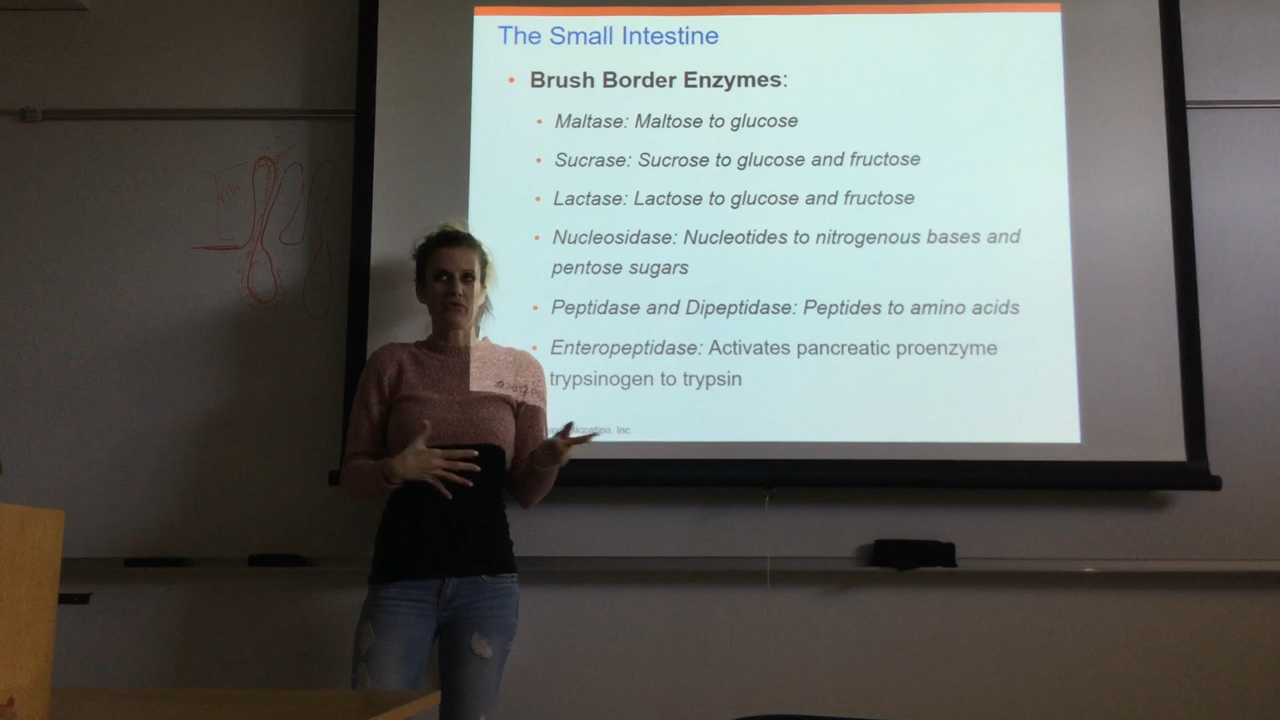 The Small Intestine
• Brush Border Enzymes:
• Maltase: Maltose to glucose
• Sucrase: Sucrose to glucose and fructose
• Lactase: Lactose to glucose and fructose
• Nucleosidase: Nucleotides to nitrogenous bases and
pentose sugars
• Peptidase and Dipeptidase: Peptides to amino acids
• Enteropeptidase: Activates pancreatic proenzyme
trypsinogen to trypsin
Inc.